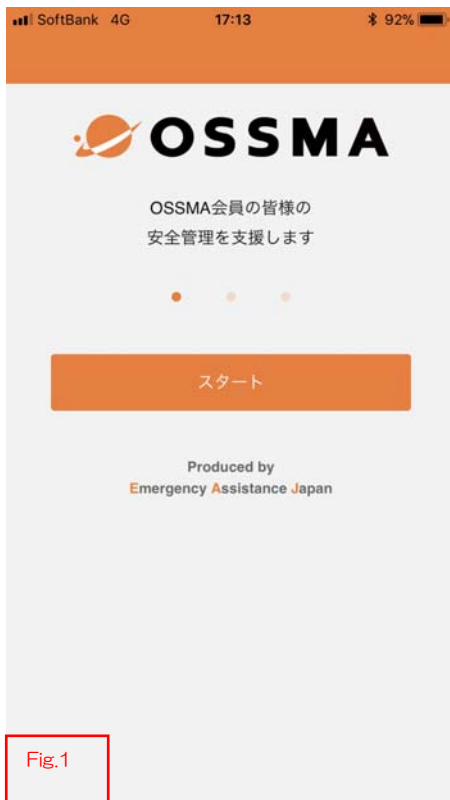 SoftBank 4G 17:13 92%
OSSMA
OSSMA会員の皆様の
安全管理を支援します
スタート
Produced by
Emergency Assistance Japan
Fig.1